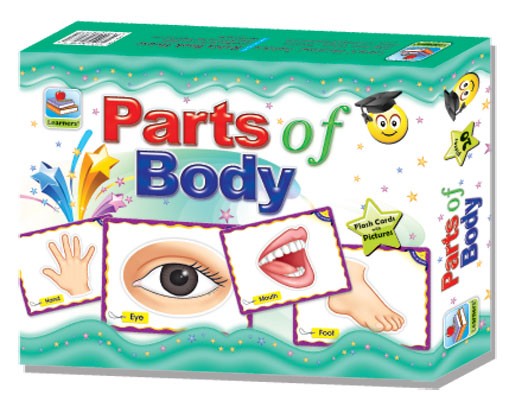 Learners'
Parts of
Body
Flash Cards
with
Pictures
Hand
Eye
Mouth
Foot
Parts of
Body
Learners'